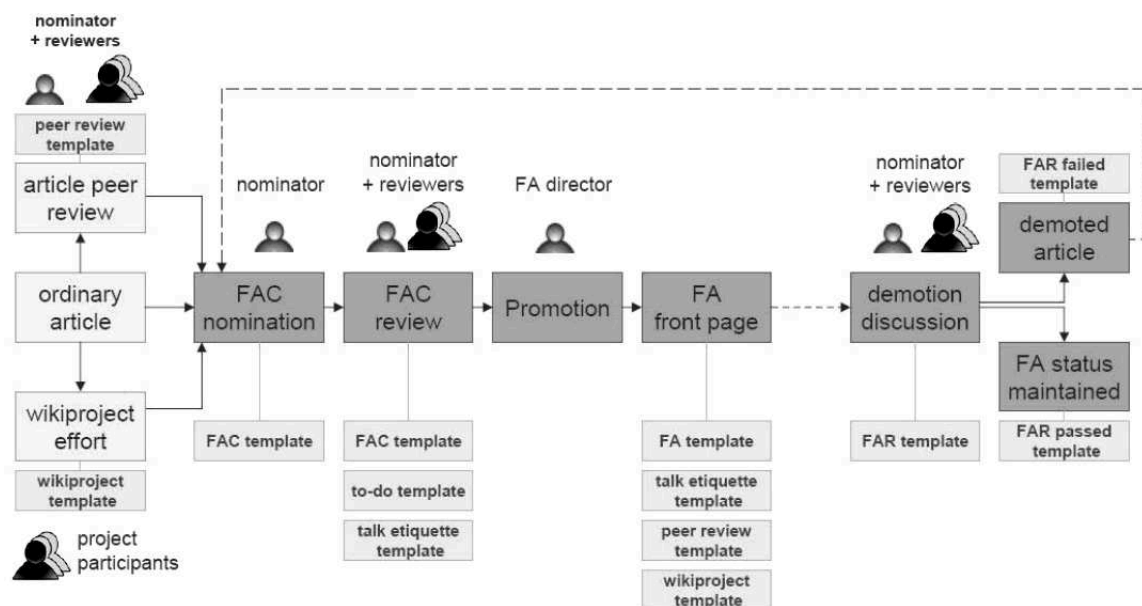 nominator
+ reviewers
peer review
template
article peer
review
ordinary
article
wikiproject
effort
wikiproject
template
project
participants
nominator
FAC
nomination
FAC template
nominator
+ reviewers
FAC
review
FAC template
to-do template
talk etiquette
template
FA director
Promotion
FA
front page
FA template
talk etiquette
template
peer review
template
wikiproject
template
nominator
+ reviewers
demotion
discussion
FAR template
FAR failed
template
demoted
article
FA status
maintained
FAR passed
template